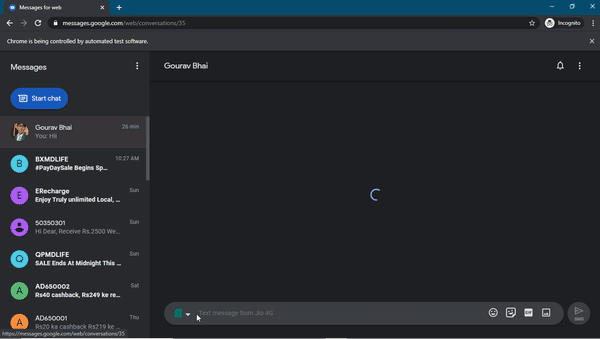 Messages for web
messages.google.com/web/conversations/35
Incognito
Chrome is being controlled by automated test software.
Messages
Gourav Bhai
Start chat
Gourav Bhai
26 min
You: Hii
BXMDLIFE
10:27 AM
#PayDaySale Begins Sp...
ERecharge
Sun
Enjoy Truly unlimited Local, ...
50350301
Sun
Hi Dear, Receive Rs.2500 We...
QPMDLIFE
Sun
SALE Ends At Midnight This ...
AD650002
Sat
Rs40 cashback, Rs249 ke re...
AD650001
Thu
Rs20 ka cashback Rs219 ke ...
https://messages.google.com/web/conversations/35
Text message from Jio 4G
GIF
SMS